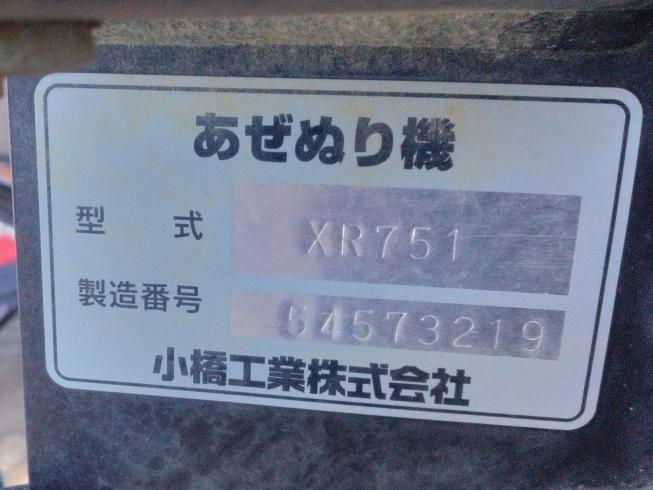 あぜぬり機
型式 XR751
製造番号 54573219
小橋工業株式会社